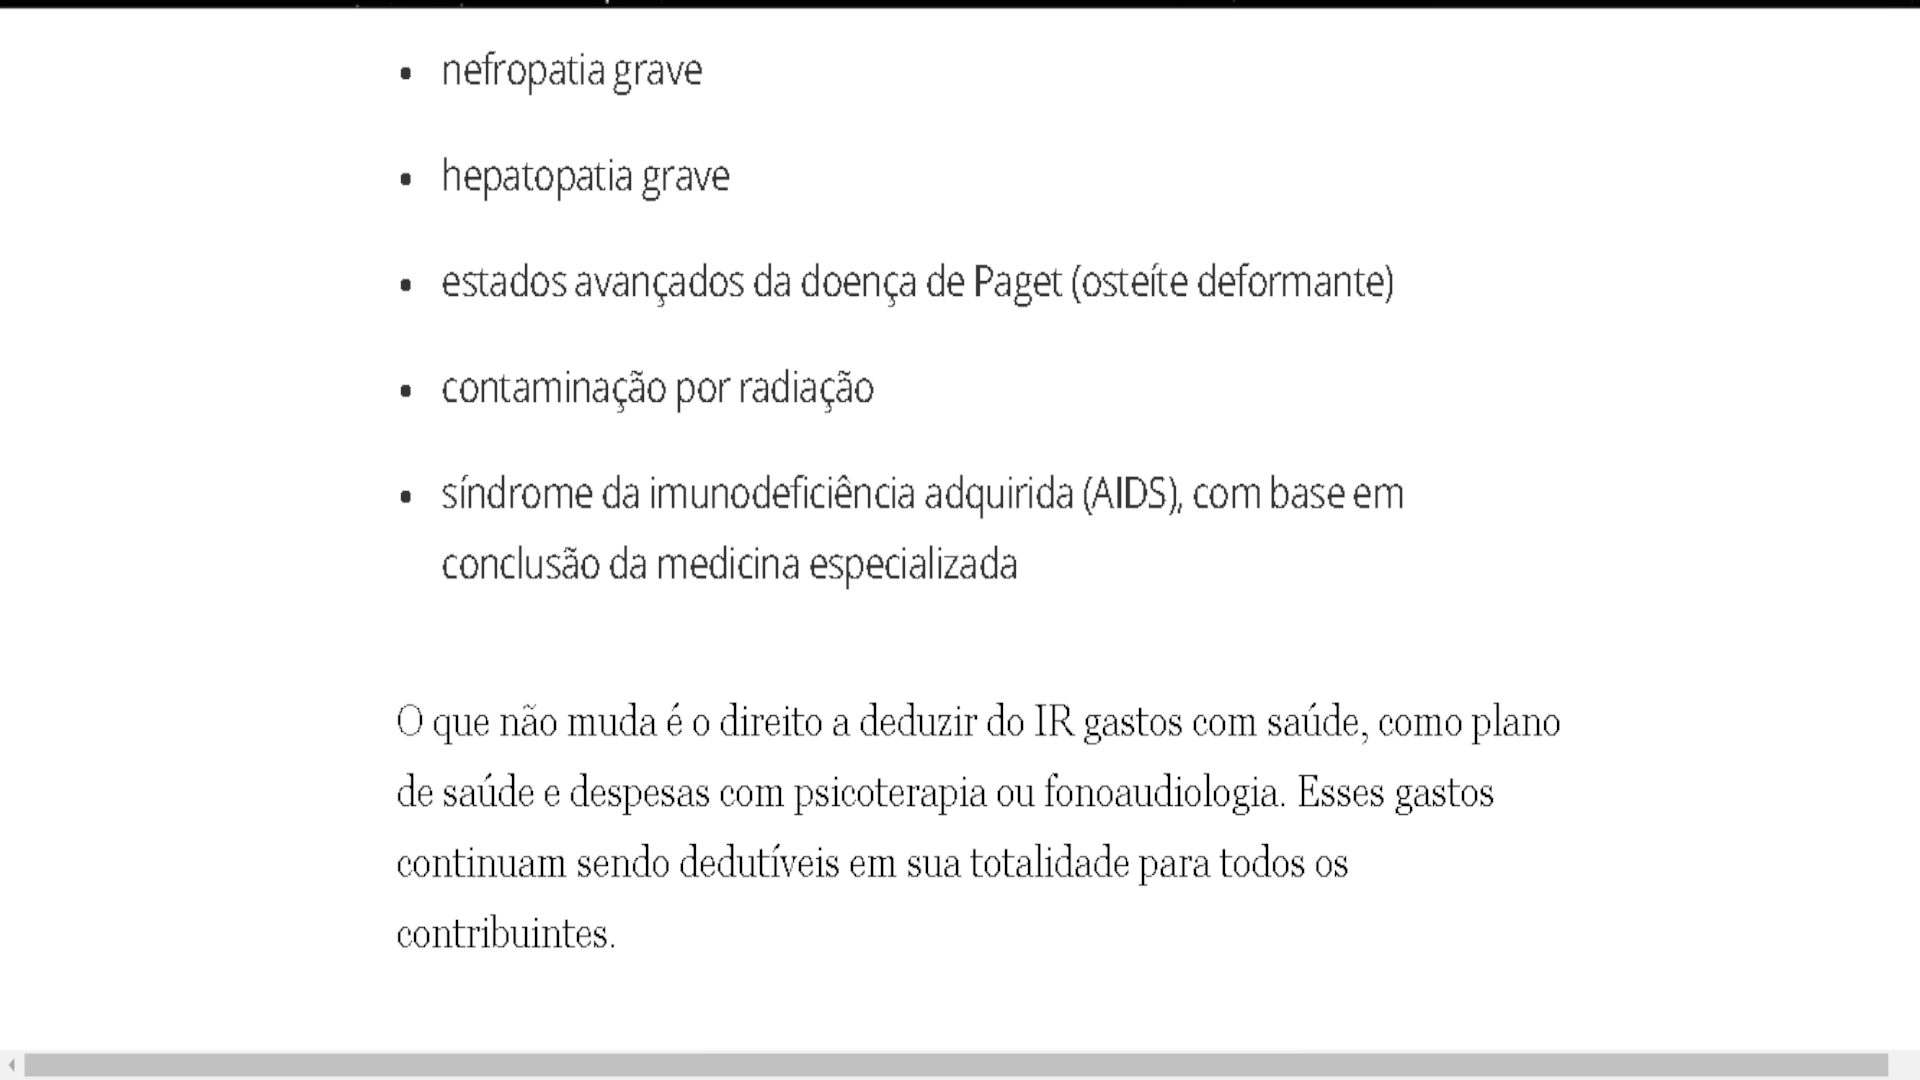 • nefropatia grave
• hepatopatia grave
• estados avançados da doença de Paget (osteíte deformante)
• contaminação por radiação
• síndrome da imunodeficiência adquirida (AIDS), com base em
conclusão da medicina especializada
O que não muda é o direito a deduzir do IR gastos com saúde, como plano
de saúde e despesas com psicoterapia ou fonoaudiologia. Esses gastos
continuam sendo dedutíveis em sua totalidade para todos os
contribuintes.